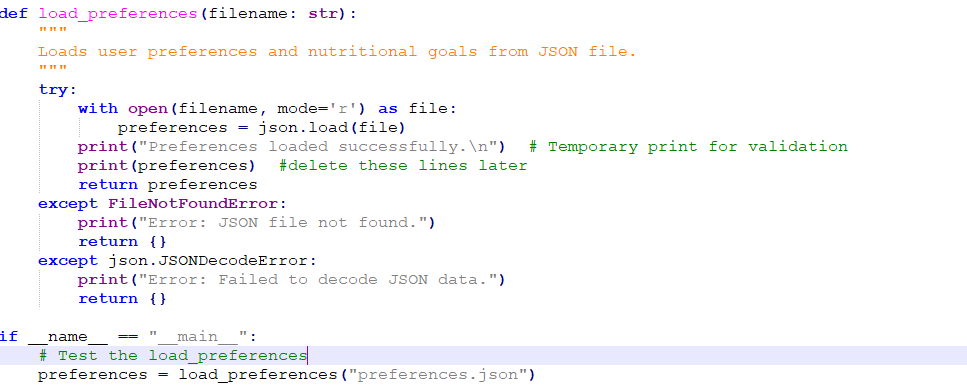 def load_preferences(filename: str):
    """
    Loads user preferences and nutritional goals from JSON file.
    """
    try:
        with open(filename, mode='r') as file:
            preferences = json.load(file)
        print("Preferences loaded successfully.\n")  # Temporary print for validation
        print(preferences)  #delete these lines later
        return preferences
    except FileNotFoundError:
        print("Error: JSON file not found.")
        return {}
    except json.JSONDecodeError:
        print("Error: Failed to decode JSON data.")
        return {}

if __name__ == "__main__":
    # Test the load_preferences
    preferences = load_preferences("preferences.json")